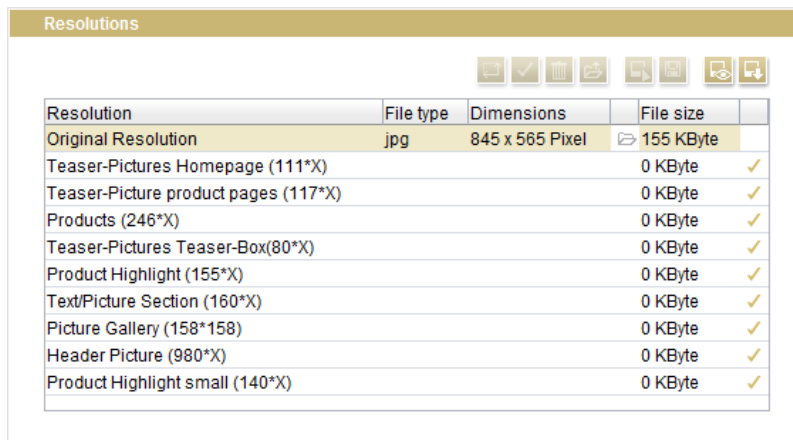 Resolutions
Resolution File type Dimensions File size
Original Resolution jpg 845 x 565 Pixel 155 KByte
Teaser-Pictures Homepage (111*X) 0 KByte
Teaser-Picture product pages (117*X) 0 KByte
Products (246*X) 0 KByte
Teaser-Pictures Teaser-Box(80*X) 0 KByte
Product Highlight (155*X) 0 KByte
Text/Picture Section (160*X) 0 KByte
Picture Gallery (158*158) 0 KByte
Header Picture (980*X) 0 KByte
Product Highlight small (140*X) 0 KByte